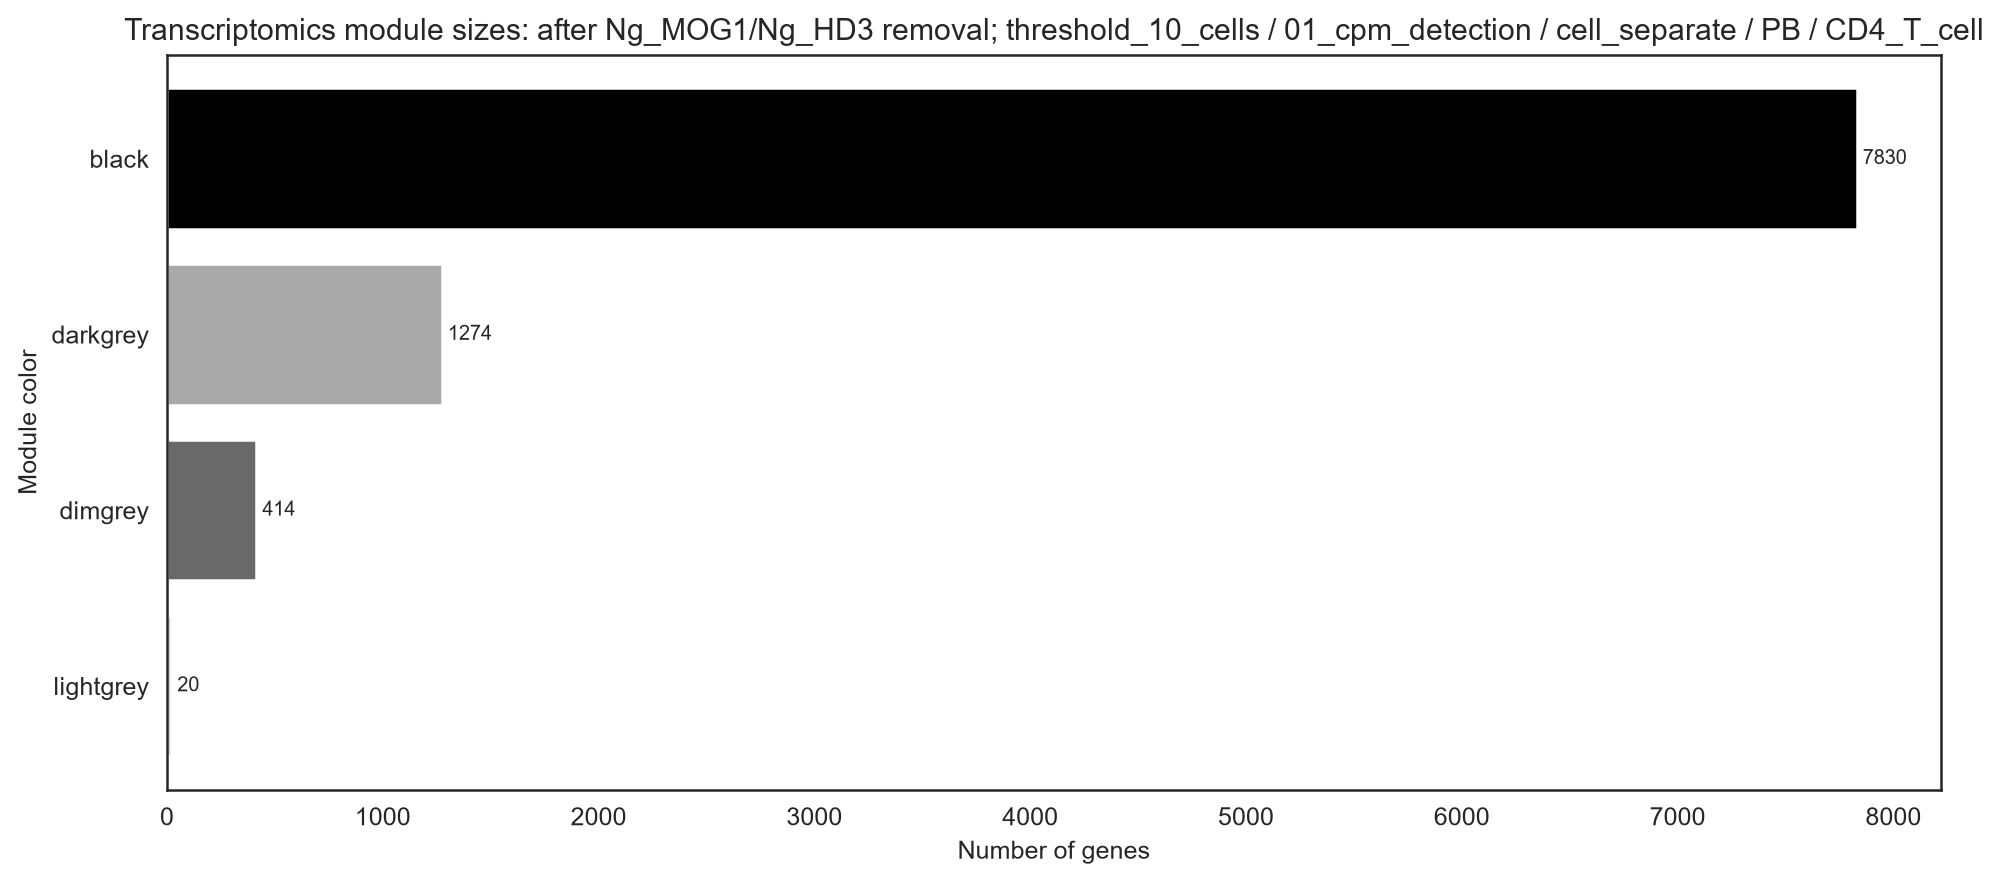 Transcriptomics module sizes: after Ng_MOG1/Ng_HD3 removal; threshold_10_cells / 01_cpm_detection / cell_separate / PB / CD4_T_cell
Module color
black
7830
darkgrey
1274
dimgrey
414
lightgrey
20
0 1000 2000 3000 4000 5000 6000 7000 8000
Number of genes